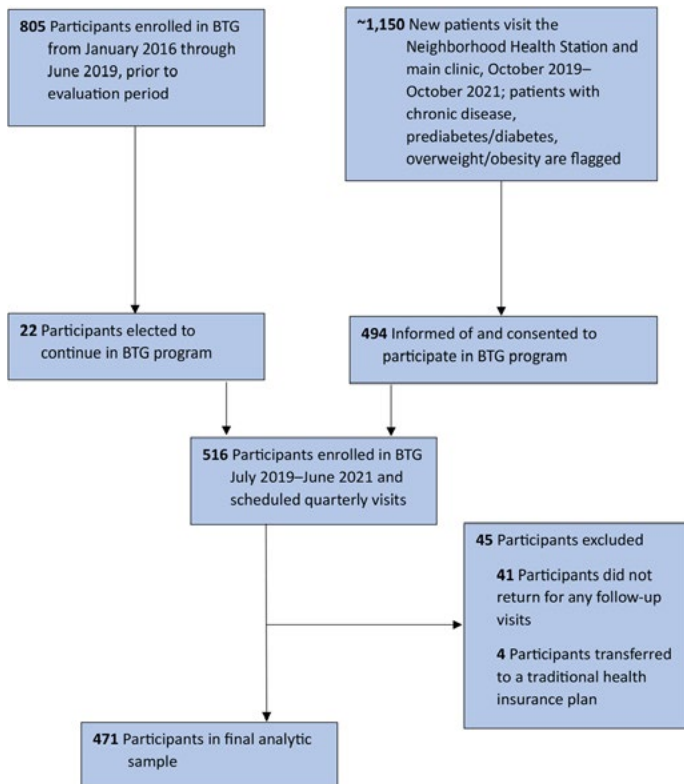 805 Participants enrolled in BTG
from January 2016 through
June 2019, prior to
evaluation period
~1,150 New patients visit the
Neighborhood Health Station and
main clinic, October 2019–
October 2021; patients with
chronic disease,
prediabetes/diabetes,
overweight/obesity are flagged
22 Participants elected to
continue in BTG program
494 Informed of and consented to
participate in BTG program
516 Participants enrolled in BTG
July 2019–June 2021 and
scheduled quarterly visits
45 Participants excluded
41 Participants did not
return for any follow-up
visits
4 Participants transferred
to a traditional health
insurance plan
471 Participants in final analytic
sample